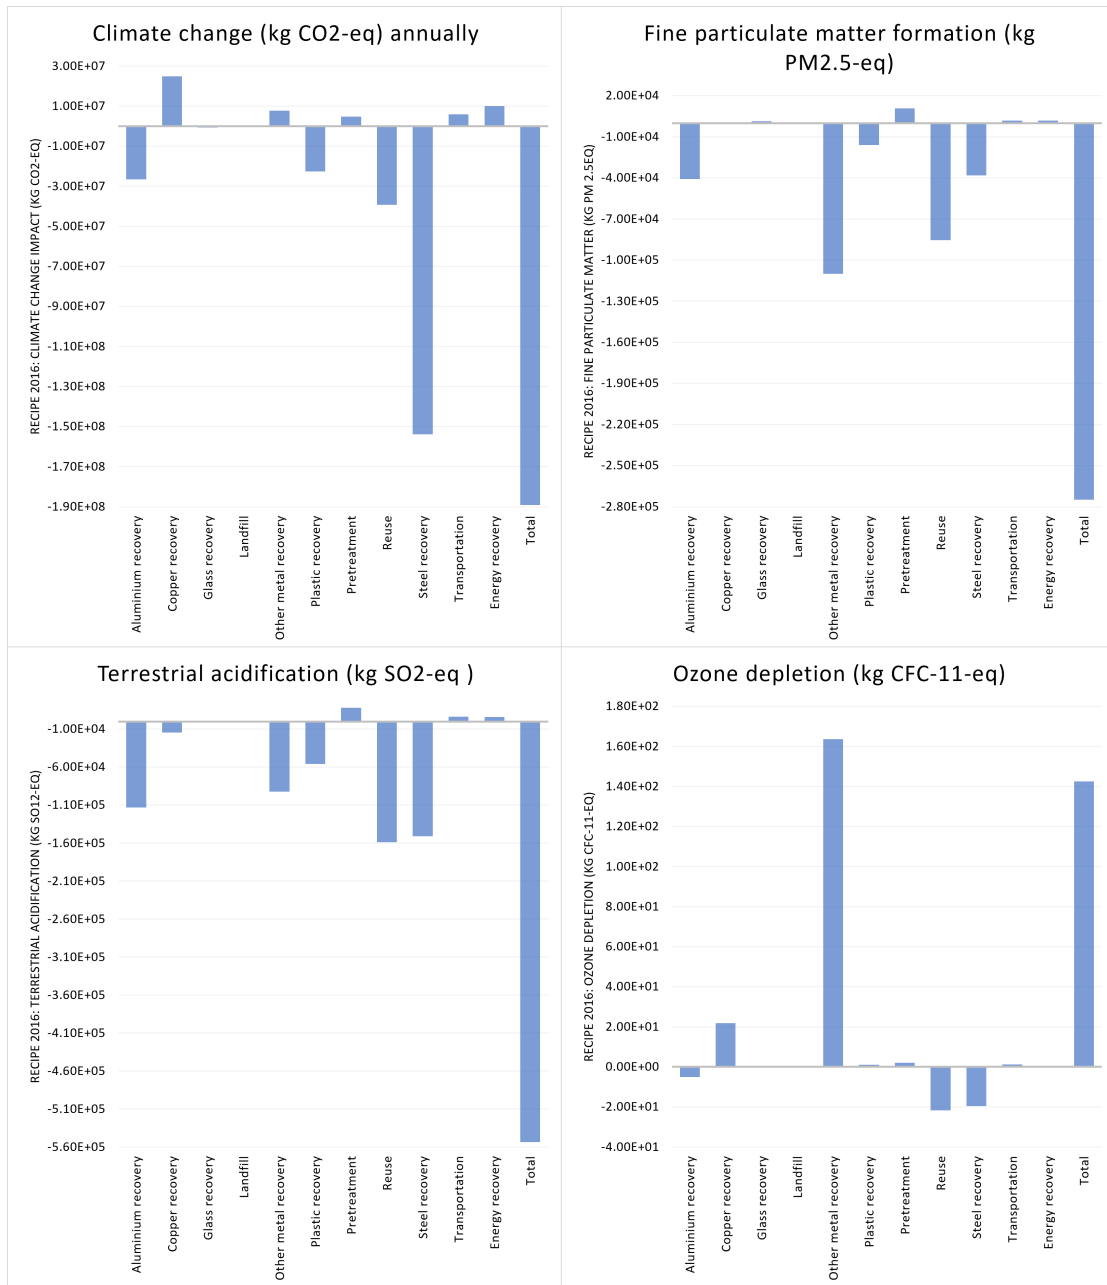 Climate change (kg CO2-eq) annually
RECIPE 2016: CLIMATE CHANGE IMPACT (KG CO2-EQ)
3.00E+07
1.00E+07
-1.00E+07
-3.00E+07
-5.00E+07
-7.00E+07
-9.00E+07
-1.10E+08
-1.30E+08
-1.50E+08
-1.70E+08
-1.90E+08
Aluminium recovery
Copper recovery
Glass recovery
Landfill
Other metal recovery
Plastic recovery
Pretreatment
Reuse
Steel recovery
Transportation
Energy recovery
Total
Fine particulate matter formation (kg
PM2.5-eq)
RECIPE 2016: FINE PARTICULATE MATTER (KG PM 2.5EQ)
2.00E+04
-1.00E+04
-4.00E+04
-7.00E+04
-1.00E+05
-1.30E+05
-1.60E+05
-1.90E+05
-2.20E+05
-2.50E+05
-2.80E+05
Aluminium recovery
Copper recovery
Glass recovery
Landfill
Other metal recovery
Plastic recovery
Pretreatment
Reuse
Steel recovery
Transportation
Energy recovery
Total
Terrestrial acidification (kg SO2-eq )
RECIPE 2016: TERRESTRIAL ACIDIFICATION (KG SO12-EQ)
-1.00E+04
-6.00E+04
-1.10E+05
-1.60E+05
-2.10E+05
-2.60E+05
-3.10E+05
-3.60E+05
-4.10E+05
-4.60E+05
-5.10E+05
-5.60E+05
Aluminium recovery
Copper recovery
Glass recovery
Landfill
Other metal recovery
Plastic recovery
Pretreatment
Reuse
Steel recovery
Transportation
Energy recovery
Total
Ozone depletion (kg CFC-11-eq)
RECIPE 2016: OZONE DEPLETION (KG CFC-11-EQ)
1.80E+02
1.60E+02
1.40E+02
1.20E+02
1.00E+02
8.00E+01
6.00E+01
4.00E+01
2.00E+01
0.00E+00
-2.00E+01
-4.00E+01
Aluminium recovery
Copper recovery
Glass recovery
Landfill
Other metal recovery
Plastic recovery
Pretreatment
Reuse
Steel recovery
Transportation
Energy recovery
Total